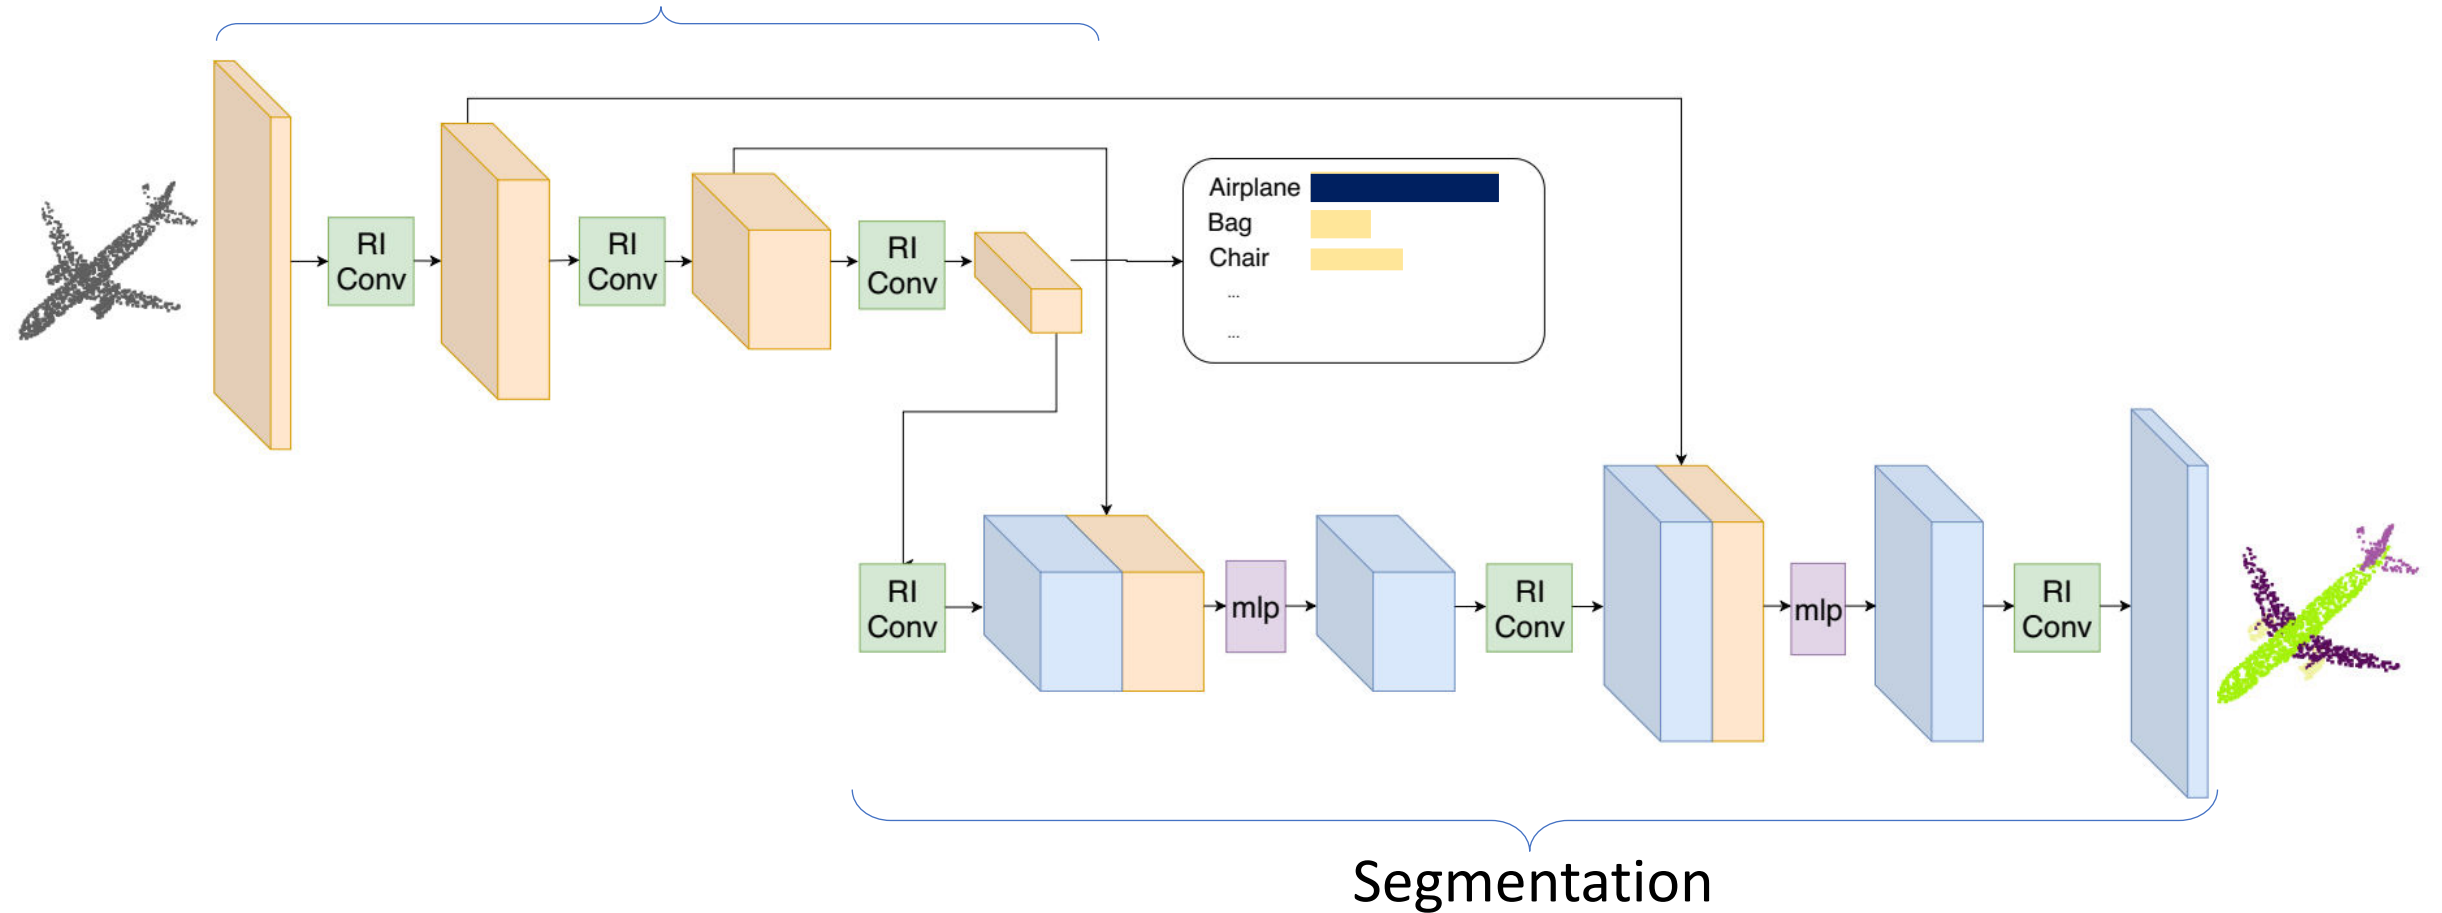 Airplane
Bag
Chair
...
...
RI
Conv
RI
Conv
RI
Conv
RI
Conv
mlp
RI
Conv
mlp
RI
Conv
Segmentation